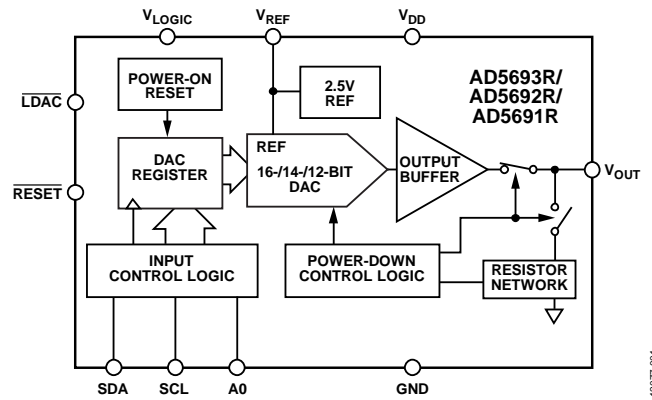 VLOGIC VREF VDD
POWER-ON
RESET
2.5V
REF
AD5693R/
AD5692R/
AD5691R
LDAC
DAC
REGISTER
REF
16-/14-/12-BIT
DAC
OUTPUT
BUFFER
VOUT
RESET
INPUT
CONTROL LOGIC
POWER-DOWN
CONTROL LOGIC
RESISTOR
NETWORK
SDA SCL A0 GND